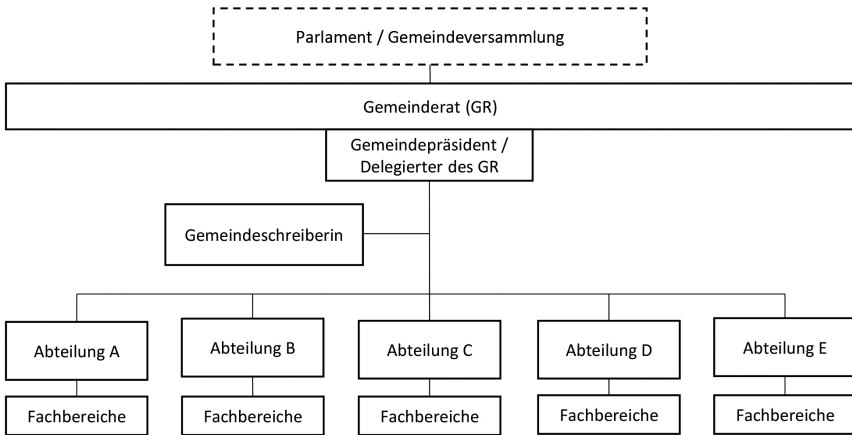 Parlament / Gemeindeversammlung
Gemeinderat (GR)
Gemeindepräsident /
Delegierter des GR
Gemeindeschreiberin
Abteilung A
Abteilung B
Abteilung C
Abteilung D
Abteilung E
Fachbereiche
Fachbereiche
Fachbereiche
Fachbereiche
Fachbereiche